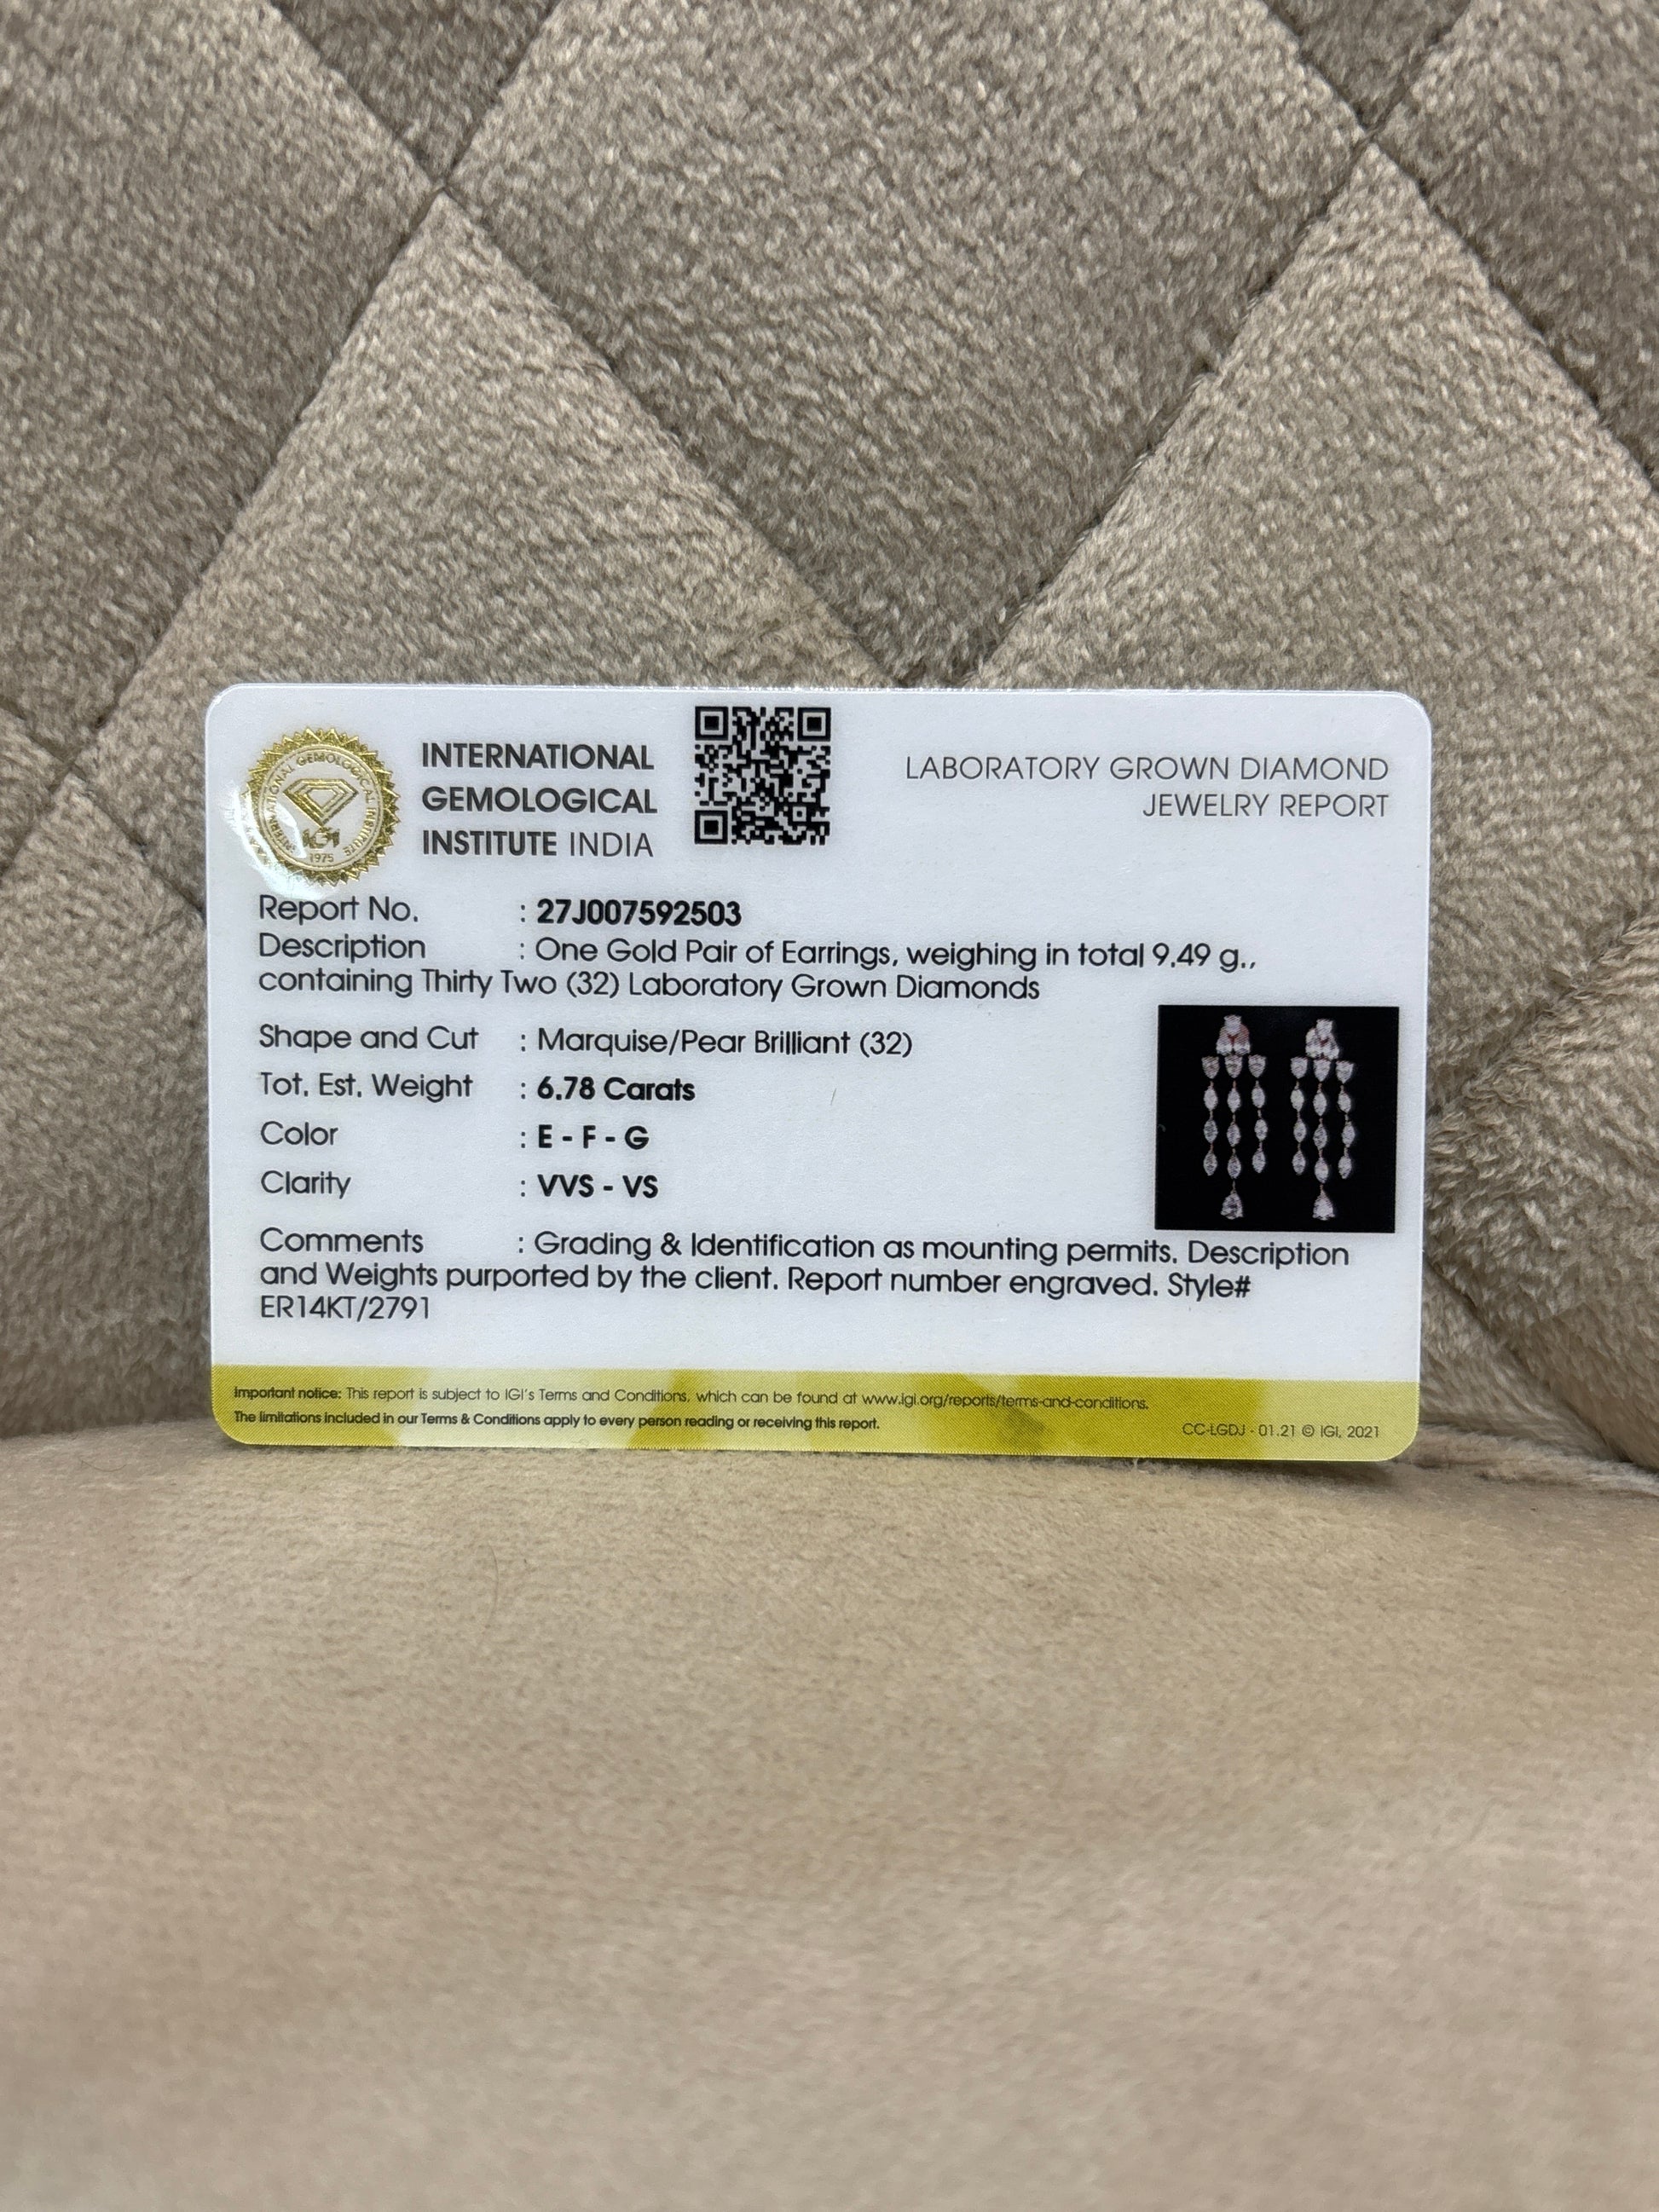 INTERNATIONAL GEMOLOGICAL INSTITUTE
IGI
1975
INTERNATIONAL
GEMOLOGICAL
INSTITUTE INDIA
LABORATORY GROWN DIAMOND
JEWELRY REPORT
Report No. : 27J007592503
Description : One Gold Pair of Earrings, weighing in total 9.49 g.,
containing Thirty Two (32) Laboratory Grown Diamonds
Shape and Cut : Marquise/Pear Brilliant (32)
Tot. Est. Weight : 6.78 Carats
Color : E - F - G
Clarity : VVS - VS
Comments : Grading & Identification as mounting permits. Description
and Weights purported by the client. Report number engraved. Style#
ER14KT/2791
Important notice: This report is subject to IGI's Terms and Conditions, which can be found at www.igi.org/reports/terms-and-conditions.
The limitations included in our Terms & Conditions apply to every person reading or receiving this report.
CC-LGDJ - 01.21 © IGI, 2021